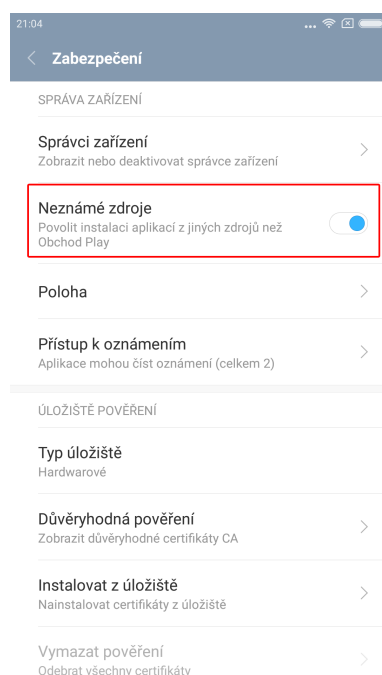 21:04
...
Zabezpečení
SPRÁVA ZAŘÍZENÍ
Správci zařízení
Zobrazit nebo deaktivovat správce zařízení
Neznámé zdroje
Povolit instalaci aplikací z jiných zdrojů než
Obchod Play
Poloha
Přístup k oznámením
Aplikace mohou číst oznámení (celkem 2)
ÚLOŽIŠTĚ POVĚŘENÍ
Typ úložiště
Hardwarové
Důvěryhodná pověření
Zobrazit důvěryhodné certifikáty CA
Instalovat z úložiště
Nainstalovat certifikáty z úložiště
Vymazat pověření
Odebrat všechny certifikáty